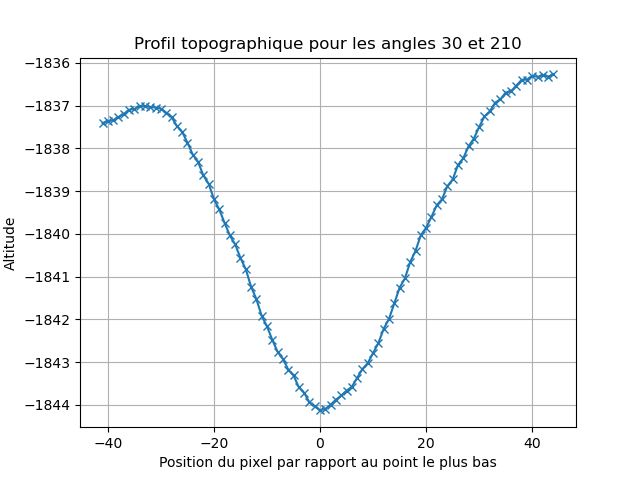 Profil topographique pour les angles 30 et 210
−1836
−1837
−1838
−1839
−1840
−1841
−1842
−1843
−1844
Altitude
−40 −20 0 20 40
Position du pixel par rapport au point le plus bas